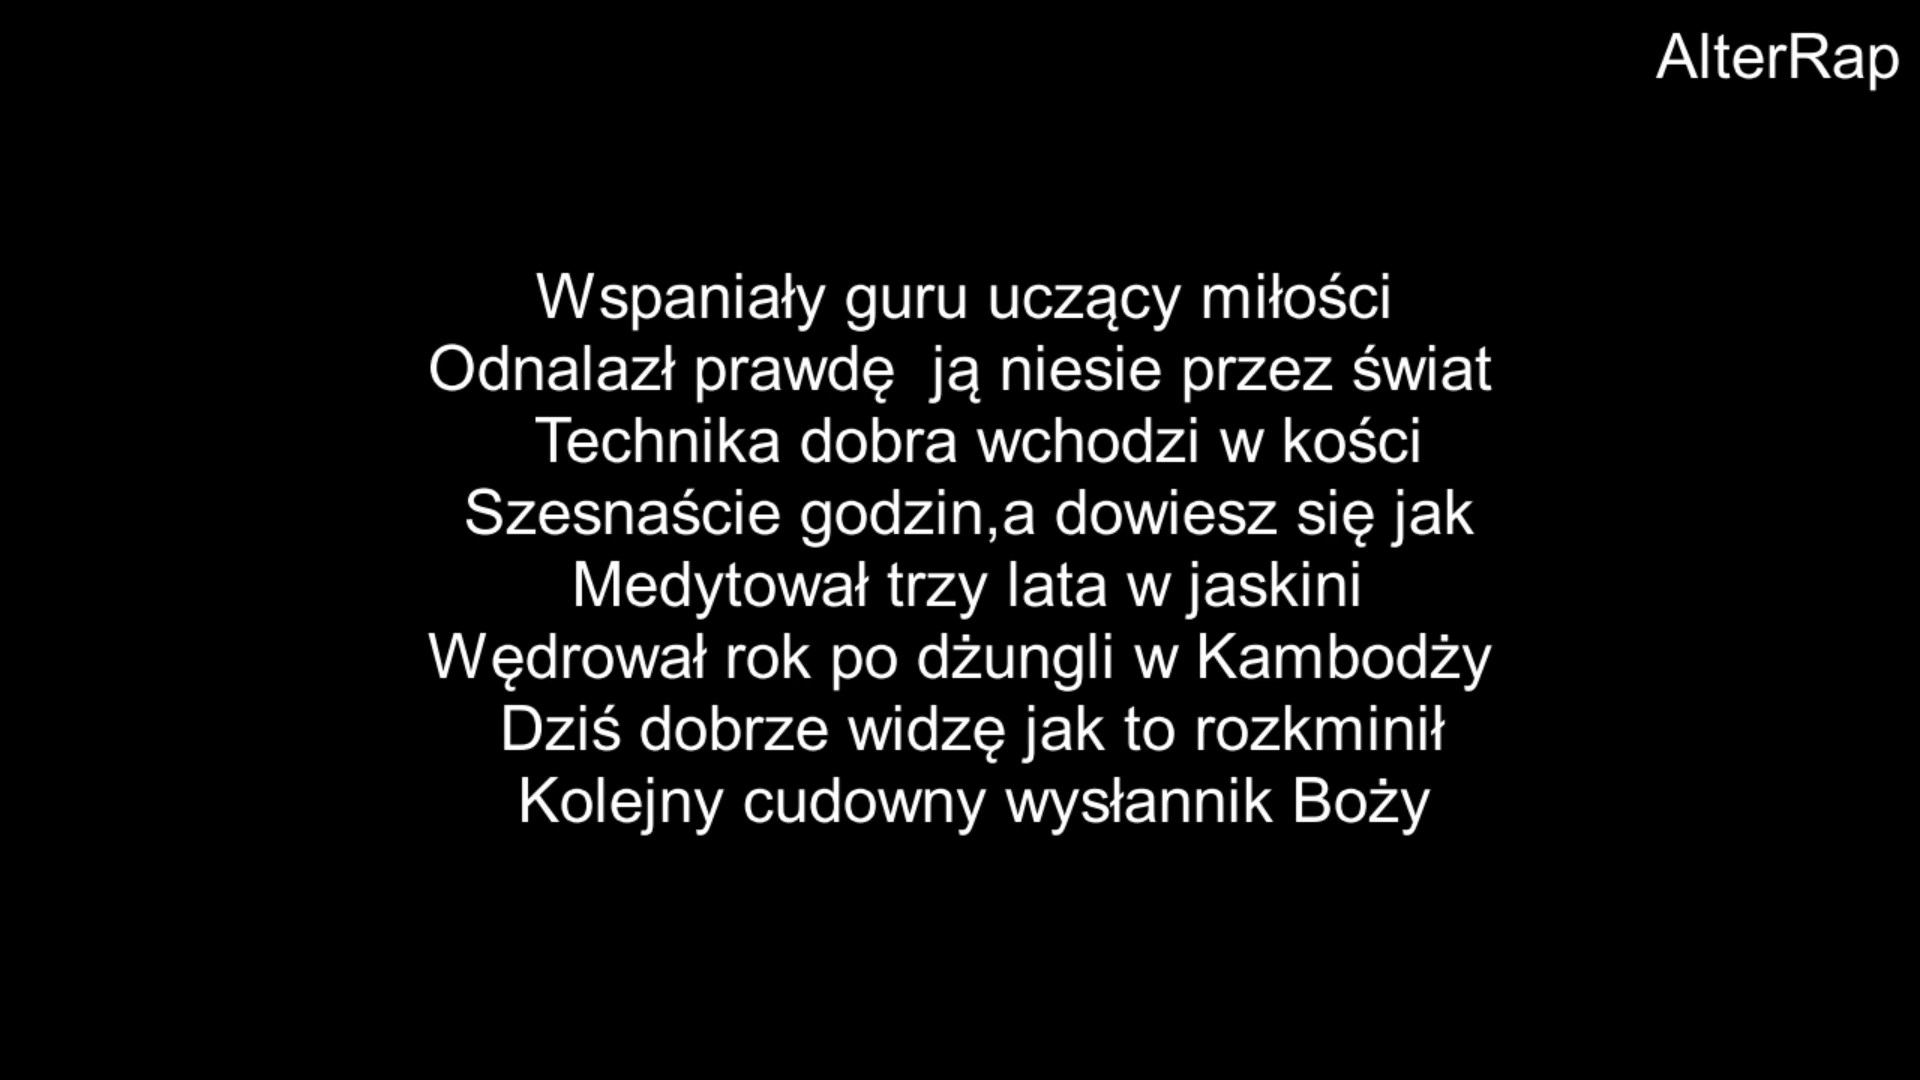 AlterRap
Wspaniały guru uczący miłości
Odnalazł prawdę  ją niesie przez świat
Technika dobra wchodzi w kości
Szesnaście godzin,a dowiesz się jak
Medytował trzy lata w jaskini
Wędrował rok po dżungli w Kambodży
Dziś dobrze widzę jak to rozkminił
Kolejny cudowny wysłannik Boży